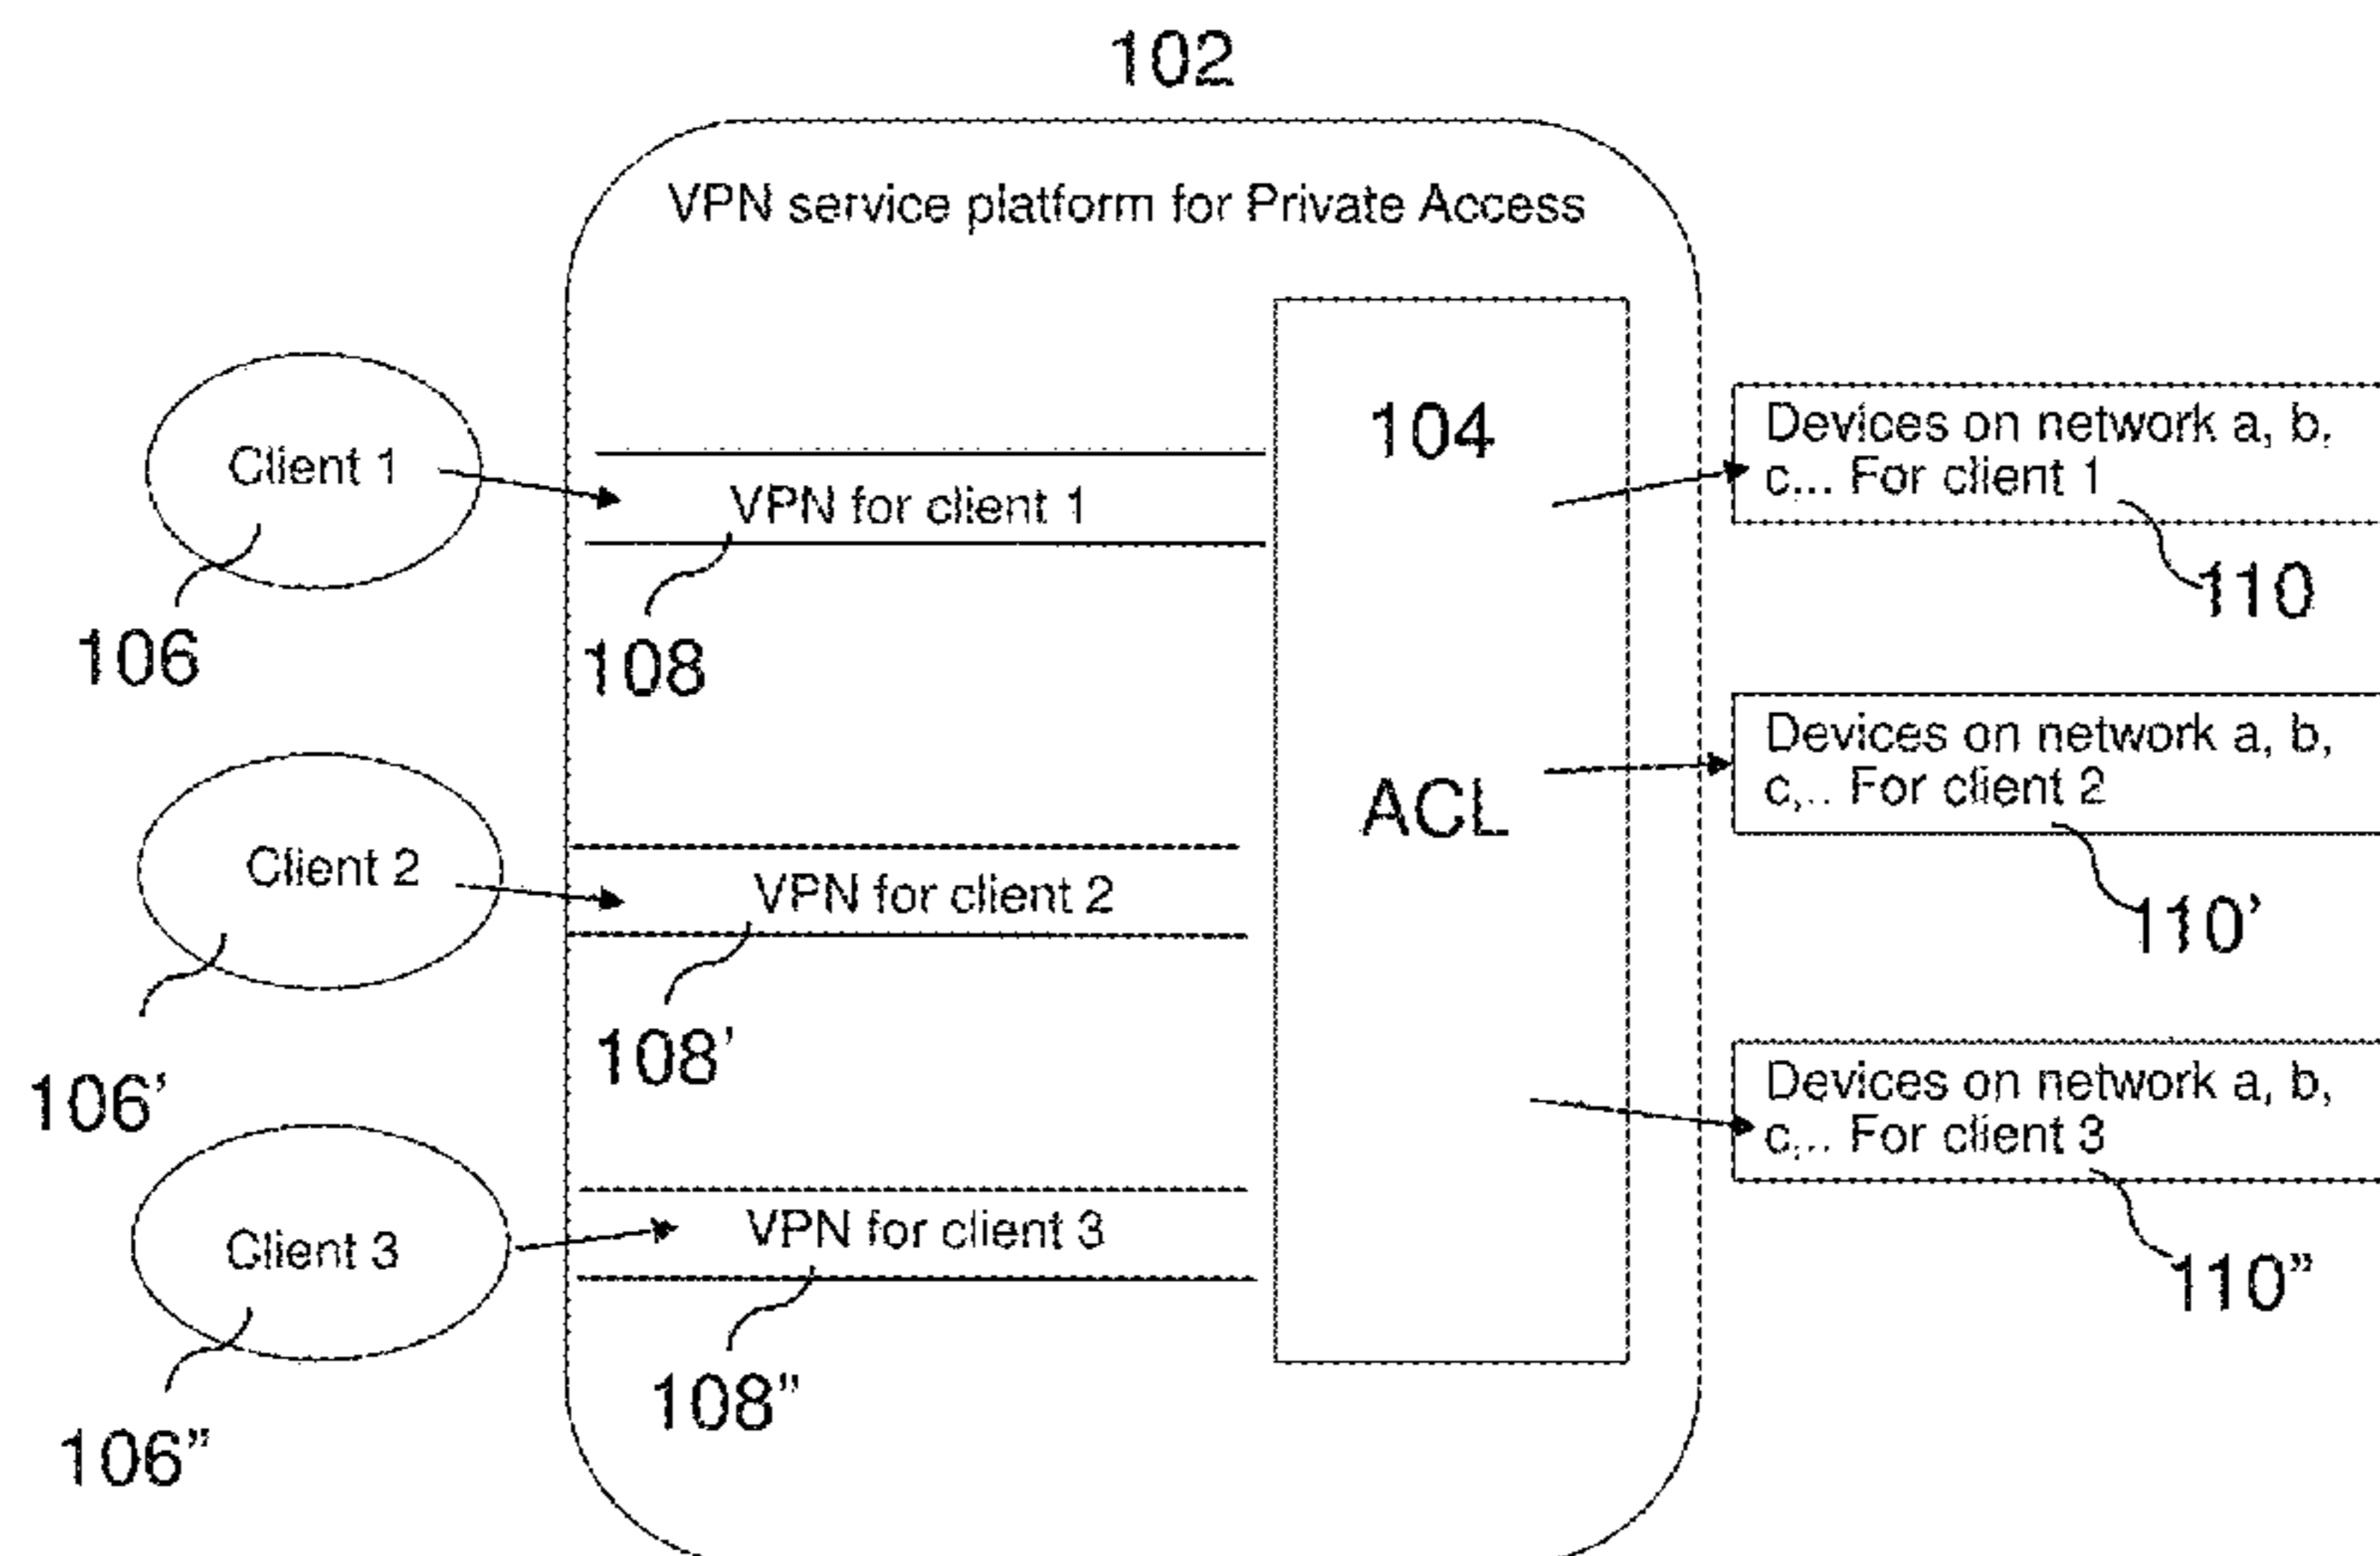 102
VPN service platform for Private Access
104
Client 1
VPN for client 1
Devices on network a, b,
c... For client 1
106
108
110
Client 2
VPN for client 2
ACL
Devices on network a, b,
c,.. For client 2
106'
108'
110'
Client 3
VPN for client 3
Devices on network a, b,
c,.. For client 3
106”
108”
110”